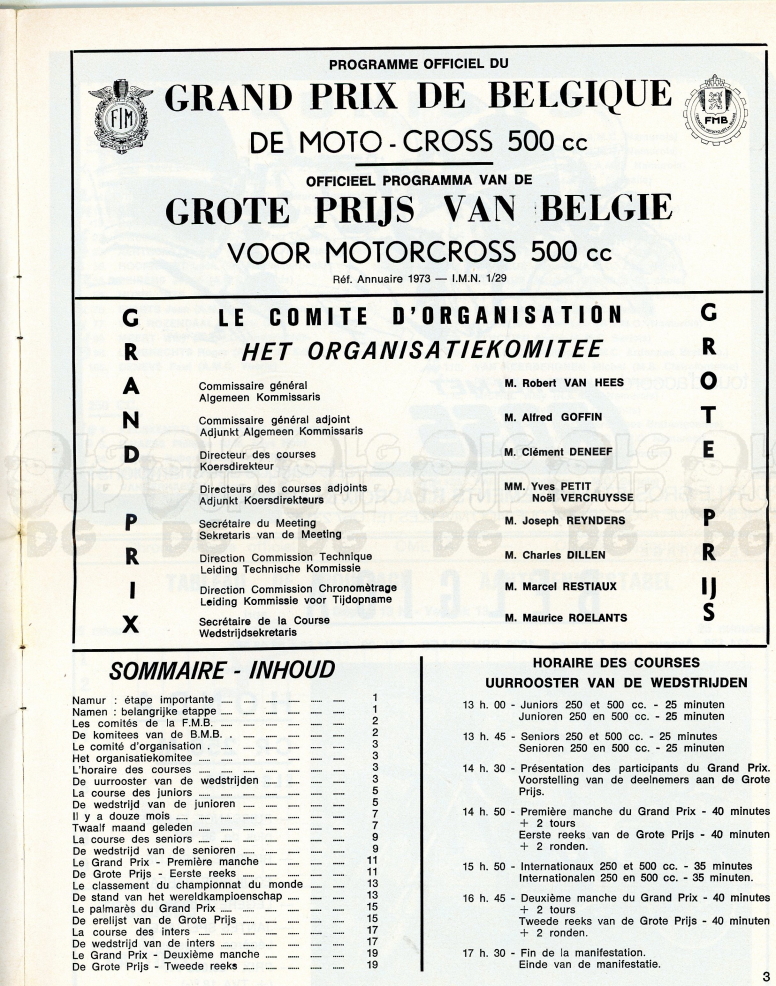 PROGRAMME OFFICIEL DU
GRAND PRIX DE BELGIQUE
DE MOTO - CROSS 500 cc
FIM
FMB
OFFICIEEL PROGRAMMA VAN DE
GROTE PRIJS VAN BELGIE
VOOR MOTORCROSS 500 cc
Réf. Annuaire 1973 — I.M.N. 1/29
GRAND PRIX
LE COMITE D'ORGANISATION
HET ORGANISATIEKOMITEE
Commissaire général M. Robert VAN HEES
Algemeen Kommissaris
Commissaire général adjoint M. Alfred GOFFIN
Adjunkt Algemeen Kommissaris
Directeur des courses M. Clément DENEEF
Koersdirekteur
Directeurs des courses adjoints MM. Yves PETIT
Adjunkt Koersdirekteurs Noël VERCRUYSSE
Secrétaire du Meeting M. Joseph REYNDERS
Sekretaris van de Meeting
Direction Commission Technique M. Charles DILLEN
Leiding Technische Kommissie
Direction Commission Chronomètrage M. Marcel RESTIAUX
Leiding Kommissie voor Tijdopname
Secrétaire de la Course M. Maurice ROELANTS
Wedstrijdsekretaris
GROTE PRIJS
SOMMAIRE - INHOUD
Namur : étape importante ..... 1
Namen : belangrijke etappe ..... 1
Les comités de la F.M.B. ..... 2
De komitees van de B.M.B. . ..... 2
Le comité d'organisation . ..... 3
Het organisatiekomitee ..... 3
L'horaire des courses ..... 3
De uurrooster van de wedstrijden ..... 3
La course des juniors ..... 5
De wedstrijd van de junioren ..... 5
Il y a douze mois ..... 7
Twaalf maand geleden ..... 7
La course des seniors ..... 9
De wedstrijd van de senioren ..... 9
Le Grand Prix - Première manche ..... 11
De Grote Prijs - Eerste reeks ..... 11
Le classement du championnat du monde ..... 13
De stand van het wereldkampioenschap ..... 13
Le palmarès du Grand Prix ..... 15
De erelijst van de Grote Prijs ..... 15
La course des inters ..... 17
De wedstrijd van de inters ..... 17
Le Grand Prix - Deuxième manche ..... 19
De Grote Prijs - Tweede reeks ..... 19
HORAIRE DES COURSES
UURROOSTER VAN DE WEDSTRIJDEN
13 h. 00 - Juniors 250 et 500 cc. - 25 minuten
Junioren 250 en 500 cc. - 25 minuten
13 h. 45 - Seniors 250 et 500 cc. - 25 minutes
Senioren 250 en 500 cc. - 25 minuten
14 h. 30 - Présentation des participants du Grand Prix.
Voorstelling van de deelnemers aan de Grote
Prijs.
14 h. 50 - Première manche du Grand Prix - 40 minutes
+ 2 tours
Eerste reeks van de Grote Prijs - 40 minuten
+ 2 ronden.
15 h. 50 - Internationaux 250 et 500 cc. - 35 minutes
Internationalen 250 en 500 cc. - 35 minuten.
16 h. 45 - Deuxième manche du Grand Prix - 40 minutes
+ 2 tours
Tweede reeks van de Grote Prijs - 40 minuten
+ 2 ronden.
17 h. 30 - Fin de la manifestation.
Einde van de manifestatie.
3
LG
JP
DG